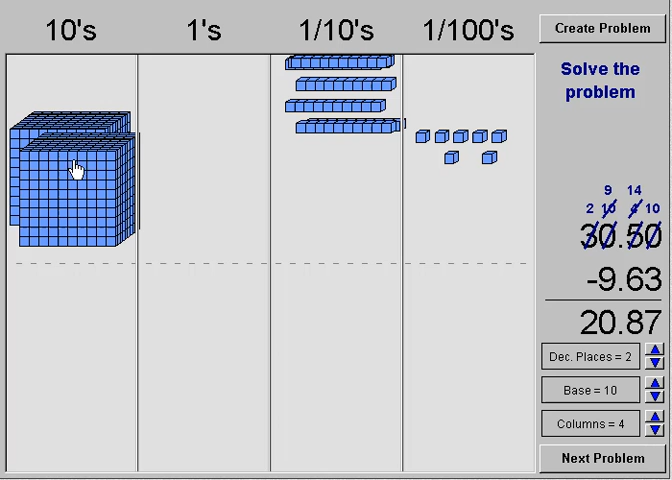 10's 1's 1/10's 1/100's
Create Problem
Solve the
problem
9 14
2 10 4 10
30.50
-9.63
20.87
Dec. Places = 2
Base = 10
Columns = 4
Next Problem